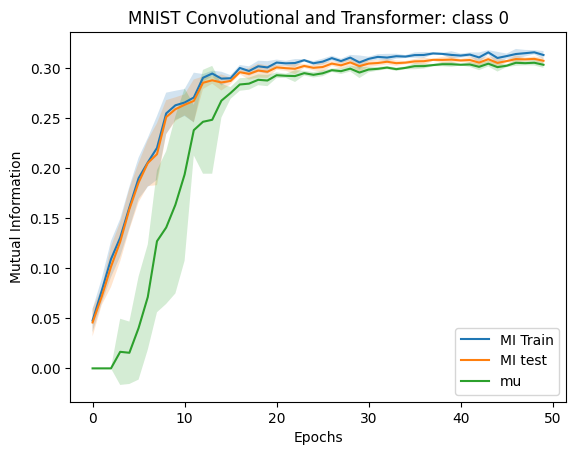 MNIST Convolutional and Transformer: class 0
Mutual Information
0.30
0.25
0.20
0.15
0.10
0.05
0.00
MI Train
MI test
mu
0 10 20 30 40 50
Epochs